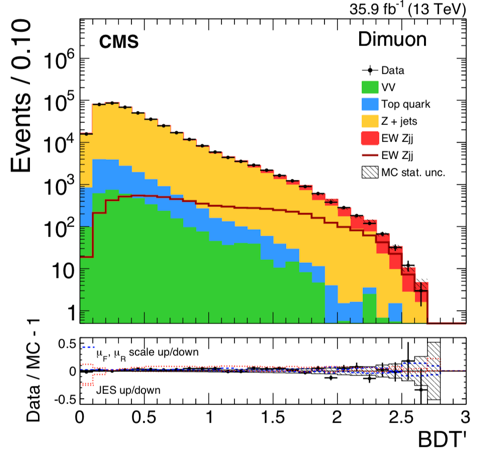 35.9 fb⁻¹ (13 TeV)
CMS
Dimuon
Data
VV
Top quark
Z + jets
EW Zjj
EW Zjj
MC stat. unc.
Events / 0.10
10⁶
10⁵
10⁴
10³
10²
10
1
Data / MC - 1
0.5
0
-0.5
μF, μR scale up/down
JES up/down
0 0.5 1 1.5 2 2.5 3
BDT'